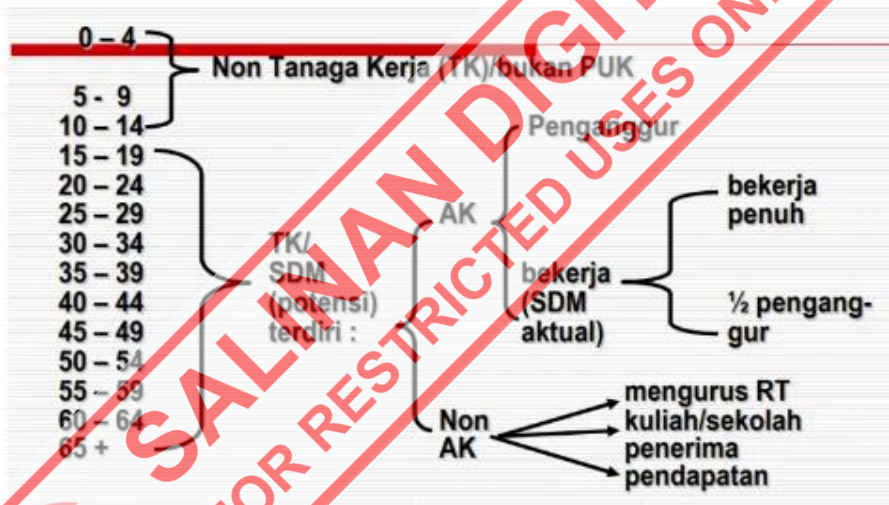 0 – 4
Non Tanaga Kerja (TK)/bukan PUK
5 - 9
10 – 14
15 – 19
20 – 24
25 – 29
30 – 34
35 – 39
40 – 44
45 – 49
50 – 54
55 – 59
60 – 64
65 +
TK/
SDM
(potensi)
terdiri :
AK
Penganggur
bekerja
(SDM
aktual)
bekerja
penuh
½ pengang-
gur
Non
AK
mengurus RT
kuliah/sekolah
penerima
pendapatan
SALINAN DIGI
FOR RESTRICTED USES ON